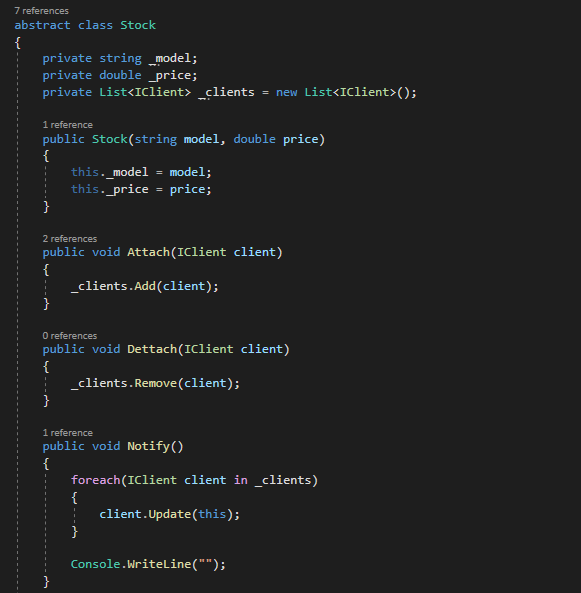 7 references
abstract class Stock
{
private string _model;
private double _price;
private List<IClient> _clients = new List<IClient>();
1 reference
public Stock(string model, double price)
{
this._model = model;
this._price = price;
}
2 references
public void Attach(IClient client)
{
_clients.Add(client);
}
0 references
public void Dettach(IClient client)
{
_clients.Remove(client);
}
1 reference
public void Notify()
{
foreach(IClient client in _clients)
{
client.Update(this);
}
Console.WriteLine("");
}